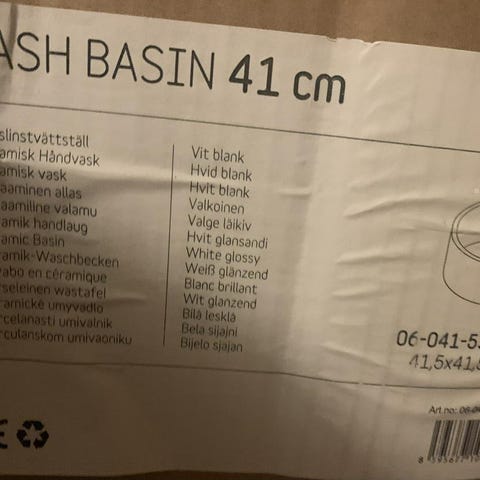 ASH BASIN 41 cm
slinstvättställ
amisk Håndvask
amisk vask
aaminen allas
aamiline valamu
amik handlaug
amic Basin
amik-Waschbecken
abo en céramique
rseleinen wastafel
ramické umyvadlo
rcelanasti umivalnik
rculanskom umivaoniku
Vit blank
Hvid blank
Hvit blank
Valkoinen
Valge läikiv
Hvit glansandi
White glossy
Weiß glänzend
Blanc brillant
Wit glanzend
Bílá lesklá
Bela sijajni
Bijelo sjajan
06-041-5
41,5x41,
Art.no: 06-0